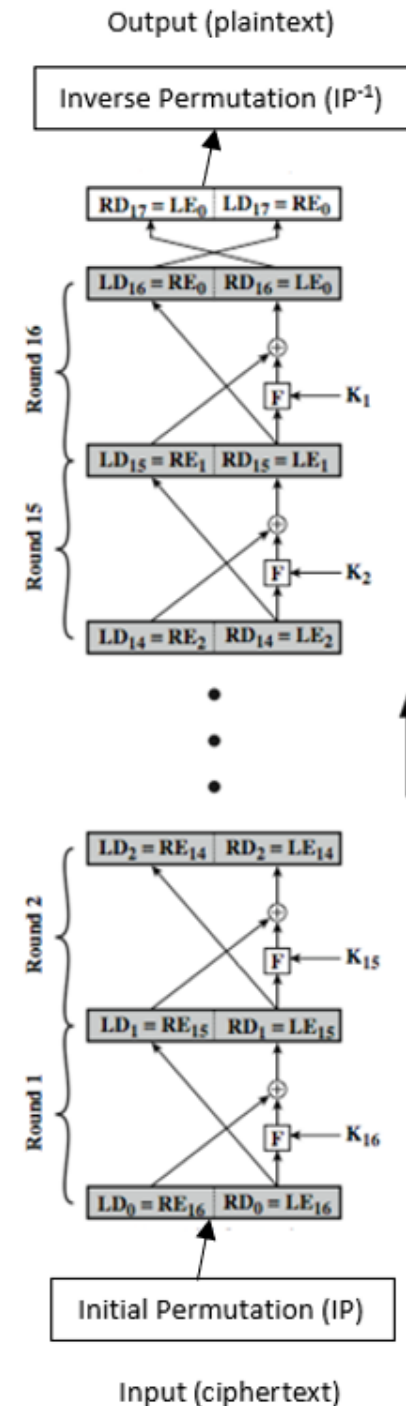 Output (plaintext)
Inverse Permutation (IP⁻¹)
RD₁₇ = LE₀ LD₁₇ = RE₀
LD₁₆ = RE₀ RD₁₆ = LE₀
Round 16
F
K₁
LD₁₅ = RE₁ RD₁₅ = LE₁
Round 15
F
K₂
LD₁₄ = RE₂ RD₁₄ = LE₂
LD₂ = RE₁₄ RD₂ = LE₁₄
Round 2
F
K₁₅
LD₁ = RE₁₅ RD₁ = LE₁₅
Round 1
F
K₁₆
LD₀ = RE₁₆ RD₀ = LE₁₆
Initial Permutation (IP)
Input (ciphertext)